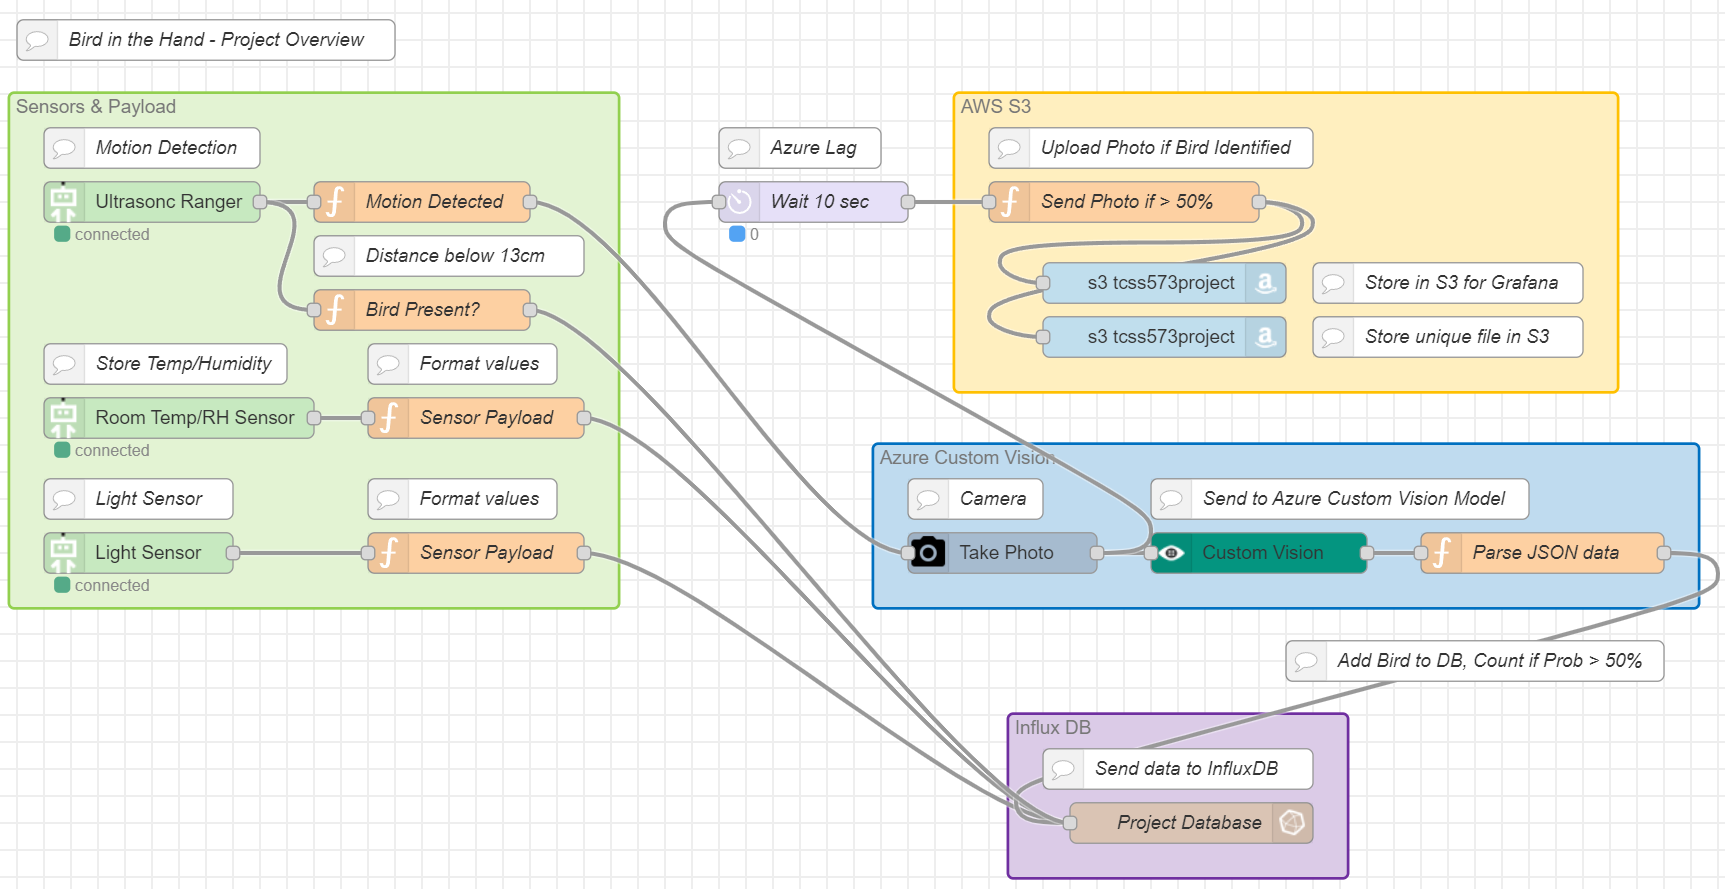 Bird in the Hand - Project Overview
Sensors & Payload
Motion Detection
Ultrasonc Ranger
connected
Motion Detected
Distance below 13cm
Bird Present?
Store Temp/Humidity
Format values
Room Temp/RH Sensor
connected
Sensor Payload
Light Sensor
Format values
Light Sensor
connected
Sensor Payload
Azure Lag
Wait 10 sec
0
AWS S3
Upload Photo if Bird Identified
Send Photo if > 50%
s3 tcss573project
Store in S3 for Grafana
s3 tcss573project
Store unique file in S3
Azure Custom Vision
Camera
Send to Azure Custom Vision Model
Take Photo
Custom Vision
Parse JSON data
Add Bird to DB, Count if Prob > 50%
Influx DB
Send data to InfluxDB
Project Database